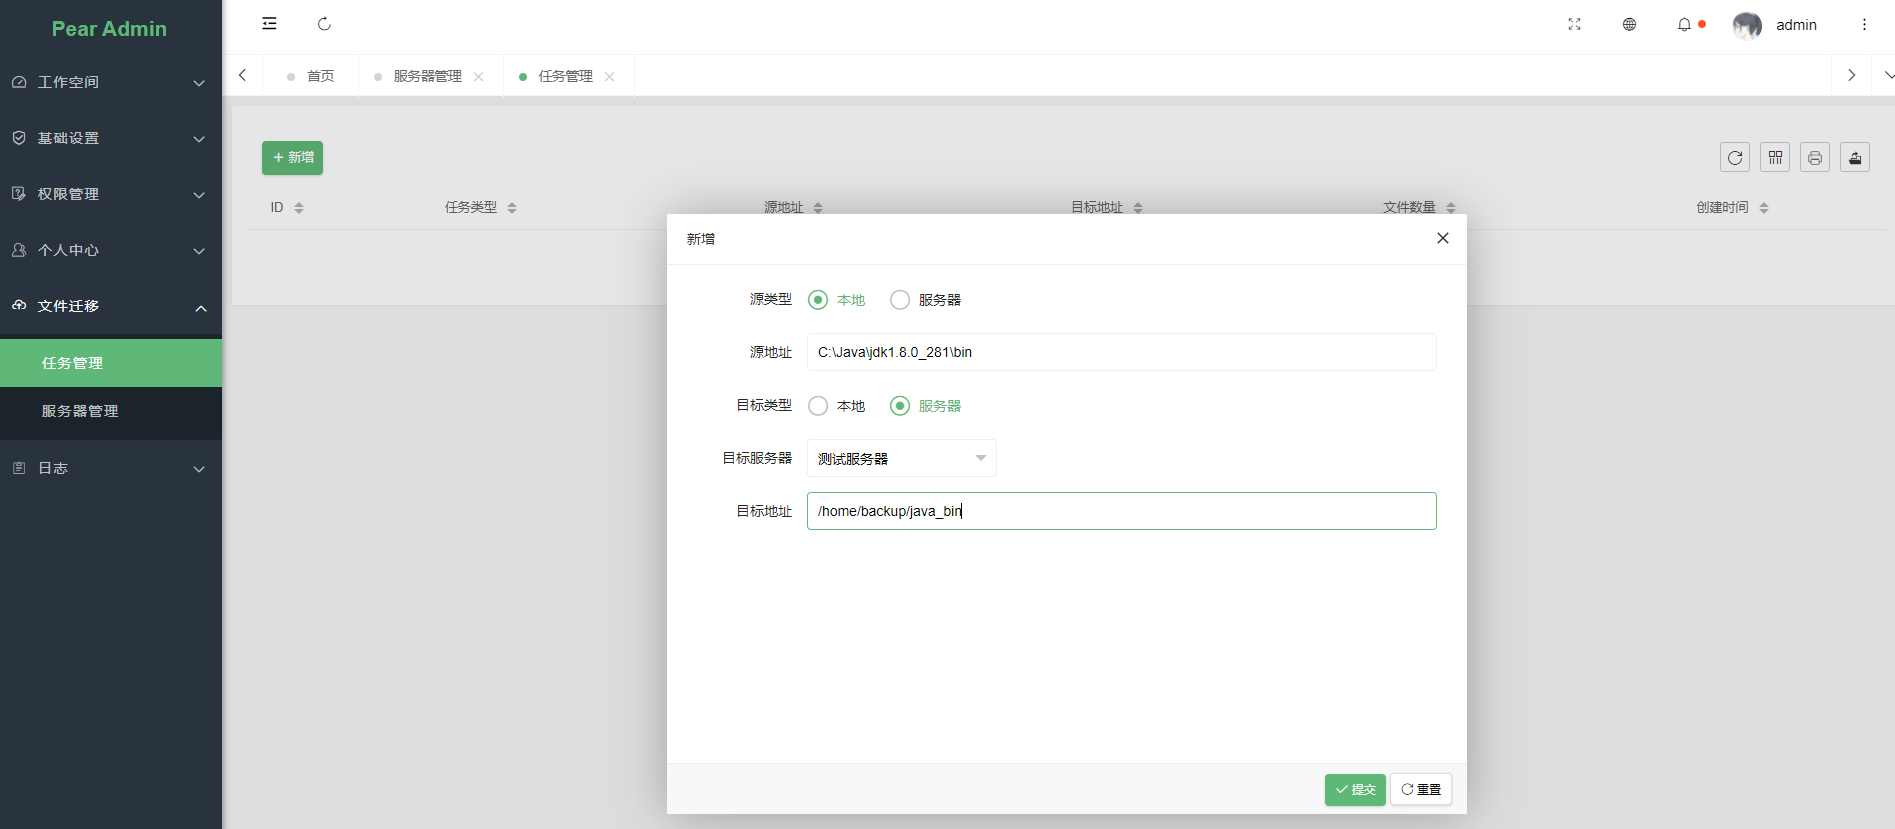 Pear Admin
admin
首页
服务器管理
任务管理
工作空间
基础设置
权限管理
个人中心
文件迁移
任务管理
服务器管理
日志
新增
ID 任务类型 源地址 目标地址 文件数量 创建时间
新增
源类型 本地 服务器
源地址 C:\Java\jdk1.8.0_281\bin
目标类型 本地 服务器
目标服务器 测试服务器
目标地址 /home/backup/java_bin
提交 重置